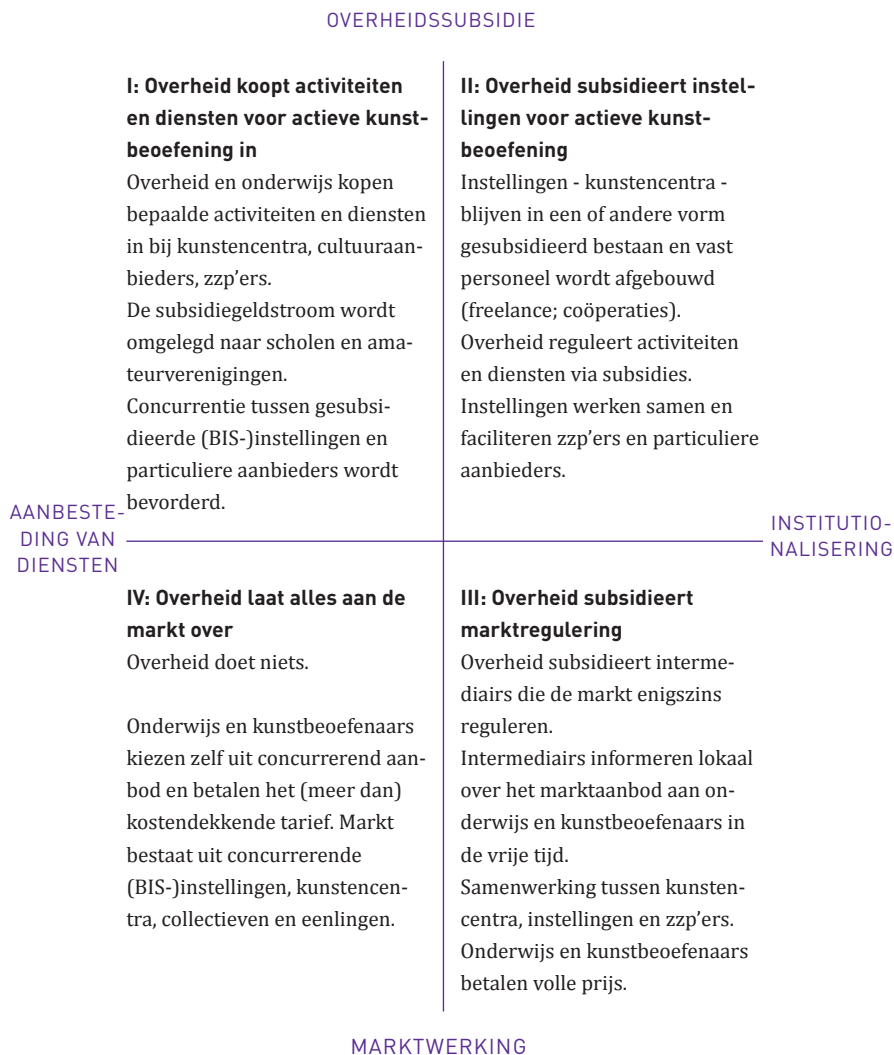 OVERHEIDSSUBSIDIE
I: Overheid koopt activiteiten
en diensten voor actieve kunst-
beoefening in
Overheid en onderwijs kopen
bepaalde activiteiten en diensten
in bij kunstencentra, cultuuraan-
bieders, zzp’ers.
De subsidiegeldstroom wordt
omgelegd naar scholen en ama-
teurverenigingen.
Concurrentie tussen gesubsi-
dieerde (BIS-)instellingen en
particuliere aanbieders wordt
bevorderd.
II: Overheid subsidieert instel-
lingen voor actieve kunst-
beoefening
Instellingen - kunstencentra -
blijven in een of andere vorm
gesubsidieerd bestaan en vast
personeel wordt afgebouwd
(freelance; coöperaties).
Overheid reguleert activiteiten
en diensten via subsidies.
Instellingen werken samen en
faciliteren zzp’ers en particuliere
aanbieders.
AANBESTE-
DING VAN
DIENSTEN
INSTITUTIO-
NALISERING
IV: Overheid laat alles aan de
markt over
Overheid doet niets.
Onderwijs en kunstbeoefenaars
kiezen zelf uit concurrerend aan-
bod en betalen het (meer dan)
kostendekkende tarief. Markt
bestaat uit concurrerende
(BIS-)instellingen, kunstencen-
tra, collectieven en eenlingen.
III: Overheid subsidieert
marktregulering
Overheid subsidieert interme-
diairs die de markt enigszins
reguleren.
Intermediairs informeren lokaal
over het marktaanbod aan on-
derwijs en kunstbeoefenaars in
de vrije tijd.
Samenwerking tussen kunsten-
centra, instellingen en zzp’ers.
Onderwijs en kunstbeoefenaars
betalen volle prijs.
MARKTWERKING